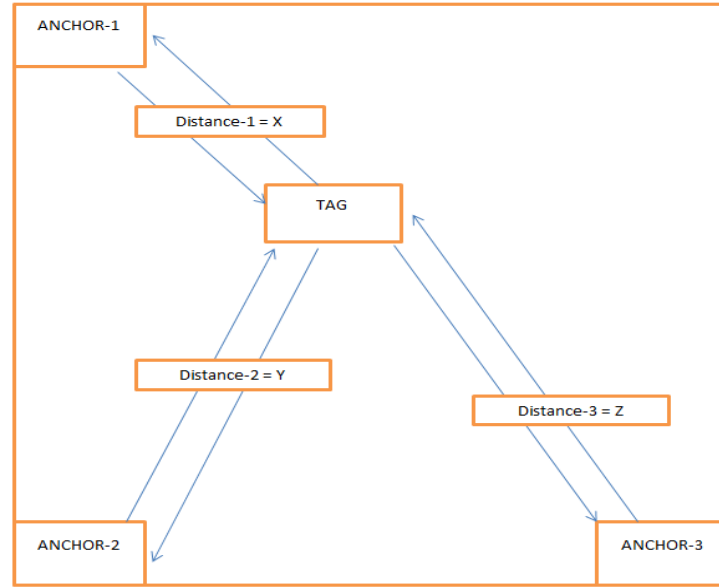 ANCHOR-1
Distance-1 = X
TAG
Distance-2 = Y
Distance-3 = Z
ANCHOR-2
ANCHOR-3